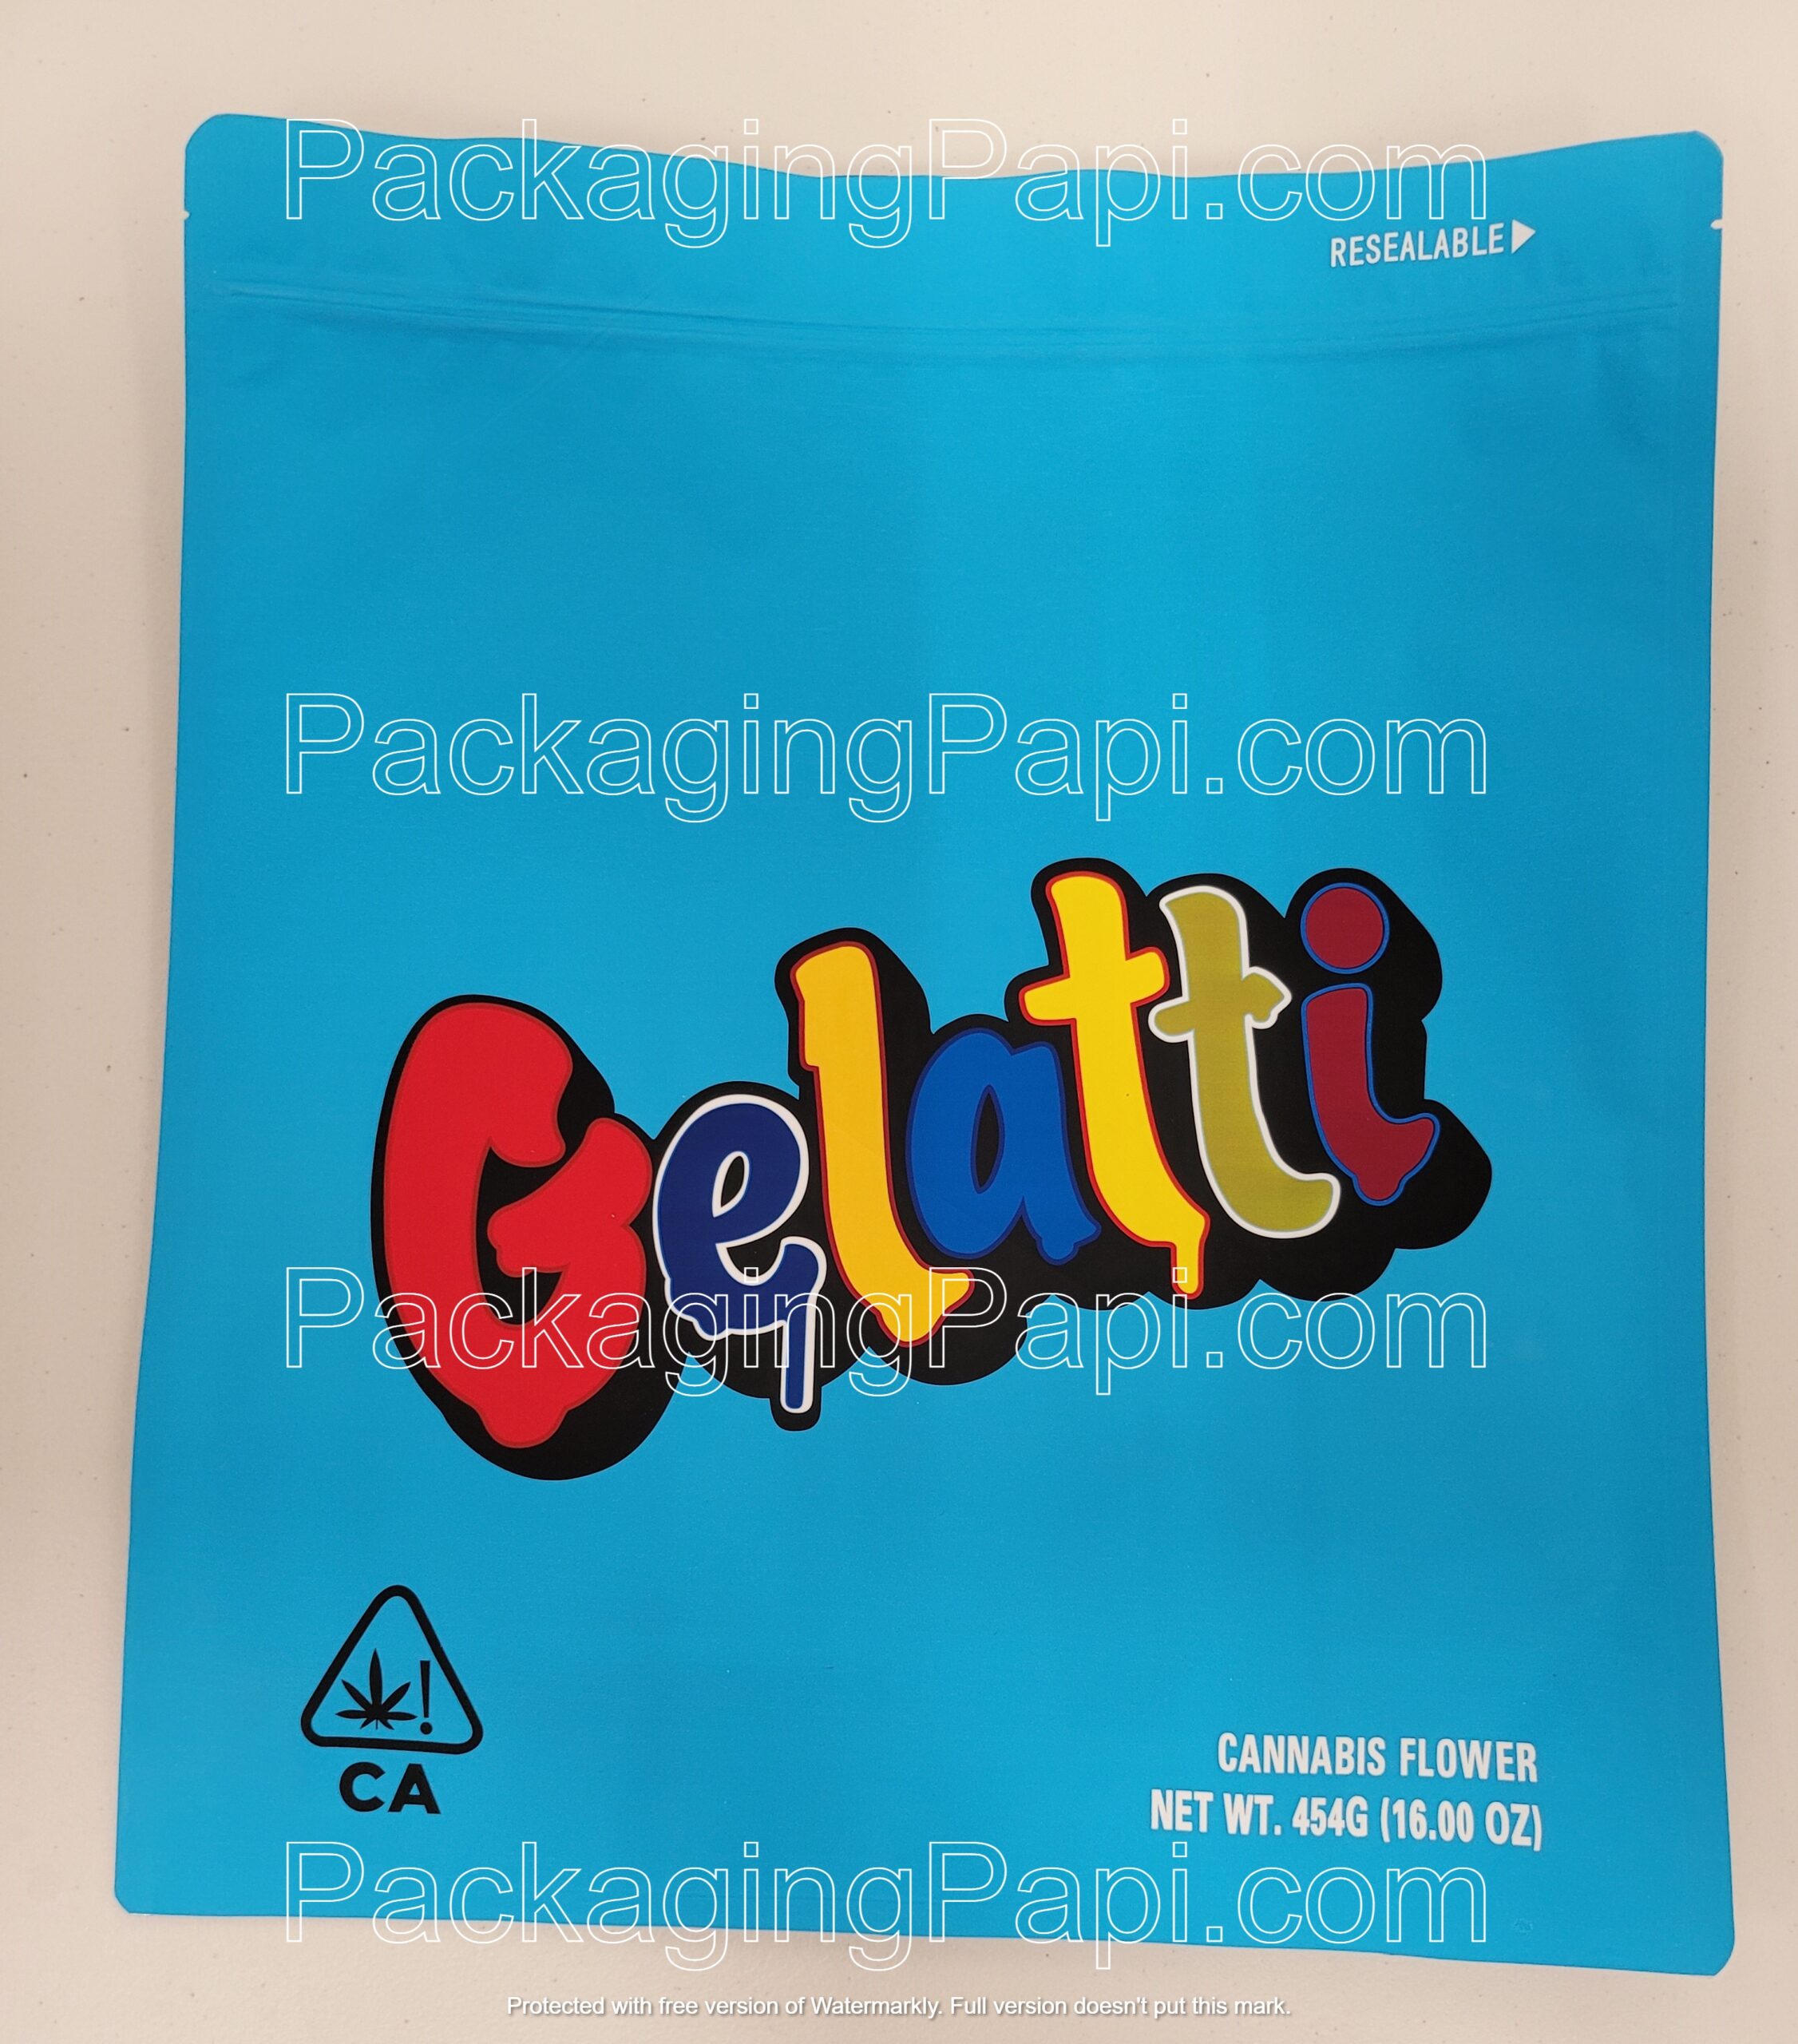 PackagingPapi.com
RESEALABLE
PackagingPapi.com
Gelatti
PackagingPapi.com
CA
CANNABIS FLOWER
NET WT. 454G (16.00 OZ)
PackagingPapi.com
Protected with free version of Watermarkly. Full version doesn't put this mark.